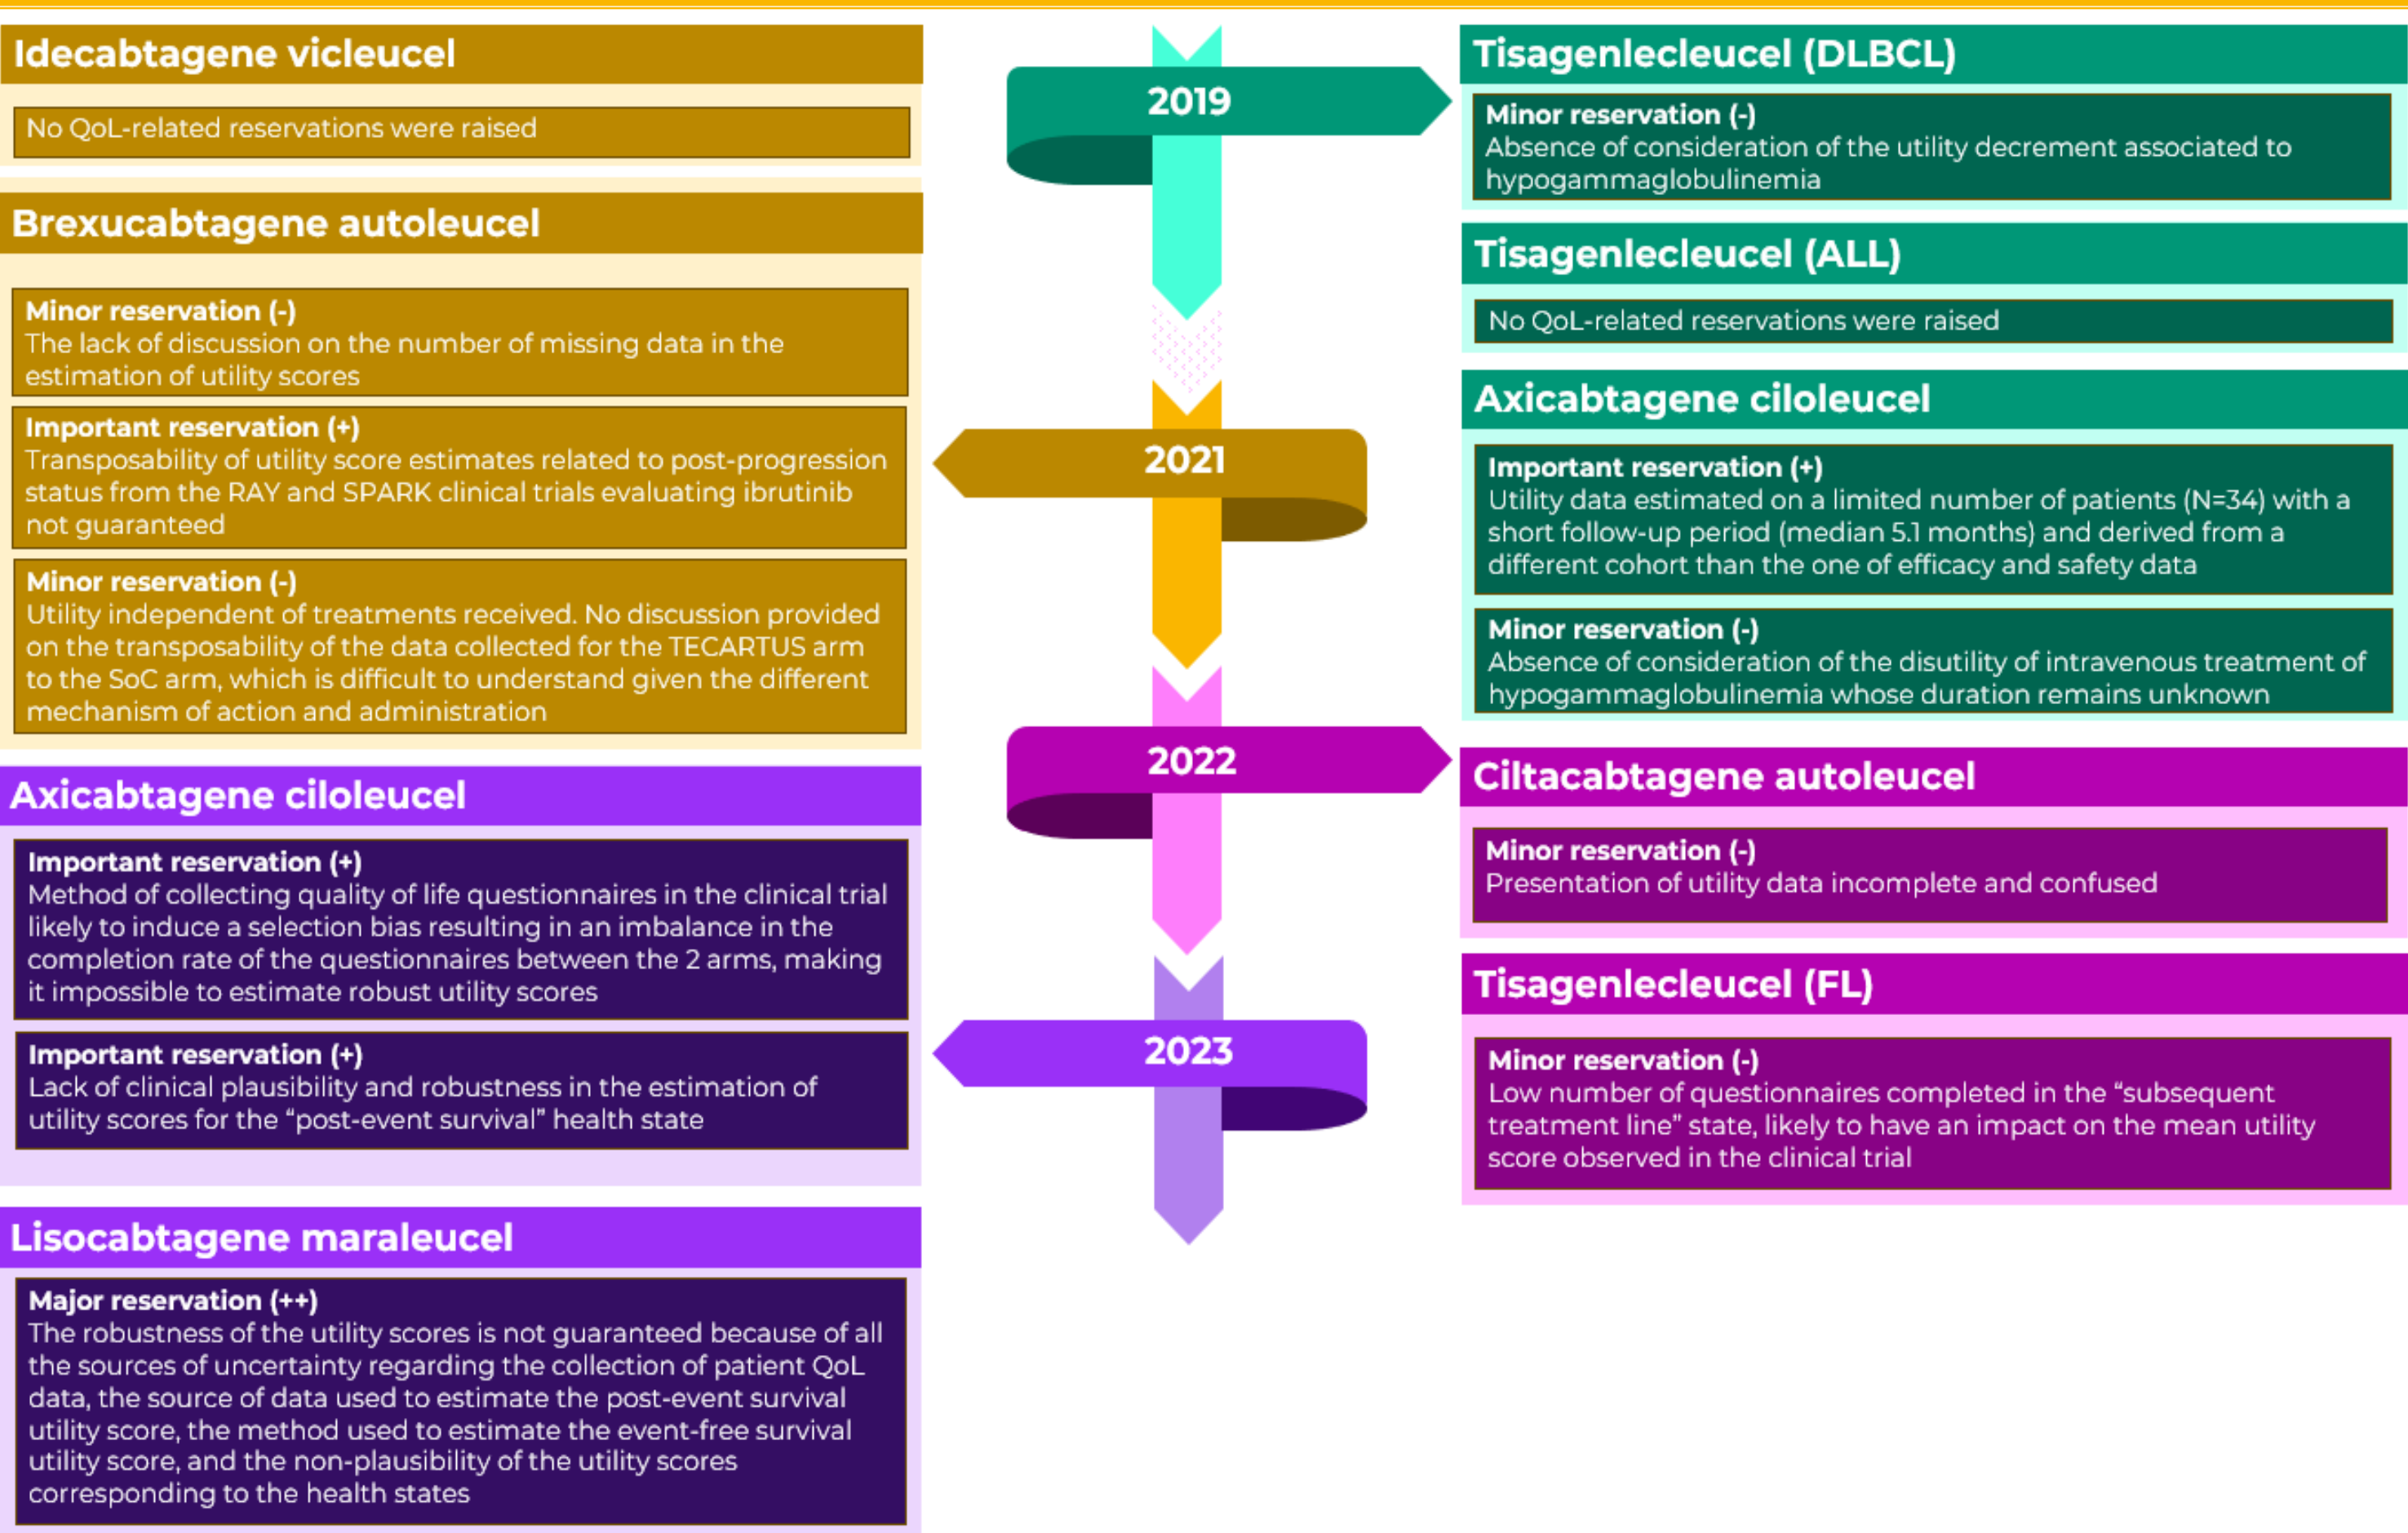 2019
Tisagenlecleucel (DLBCL)
Minor reservation (-)
Absence of consideration of the utility decrement associated to
hypogammaglobulinemia
Tisagenlecleucel (ALL)
No QoL-related reservations were raised
Axicabtagene ciloleucel
Important reservation (+)
Utility data estimated on a limited number of patients (N=34) with a
short follow-up period (median 5.1 months) and derived from a
different cohort than the one of efficacy and safety data
Minor reservation (-)
Absence of consideration of the disutility of intravenous treatment of
hypogammaglobulinemia whose duration remains unknown
2021
Idecabtagene vicleucel
No QoL-related reservations were raised
Brexucabtagene autoleucel
Minor reservation (-)
The lack of discussion on the number of missing data in the
estimation of utility scores
Important reservation (+)
Transposability of utility score estimates related to post-progression
status from the RAY and SPARK clinical trials evaluating ibrutinib
not guaranteed
Minor reservation (-)
Utility independent of treatments received. No discussion provided
on the transposability of the data collected for the TECARTUS arm
to the SoC arm, which is difficult to understand given the different
mechanism of action and administration
2022
Ciltacabtagene autoleucel
Minor reservation (-)
Presentation of utility data incomplete and confused
Tisagenlecleucel (FL)
Minor reservation (-)
Low number of questionnaires completed in the “subsequent
treatment line” state, likely to have an impact on the mean utility
score observed in the clinical trial
2023
Axicabtagene ciloleucel
Important reservation (+)
Method of collecting quality of life questionnaires in the clinical trial
likely to induce a selection bias resulting in an imbalance in the
completion rate of the questionnaires between the 2 arms, making
it impossible to estimate robust utility scores
Important reservation (+)
Lack of clinical plausibility and robustness in the estimation of
utility scores for the “post-event survival” health state
Lisocabtagene maraleucel
Major reservation (++)
The robustness of the utility scores is not guaranteed because of all
the sources of uncertainty regarding the collection of patient QoL
data, the source of data used to estimate the post-event survival
utility score, the method used to estimate the event-free survival
utility score, and the non-plausibility of the utility scores
corresponding to the health states